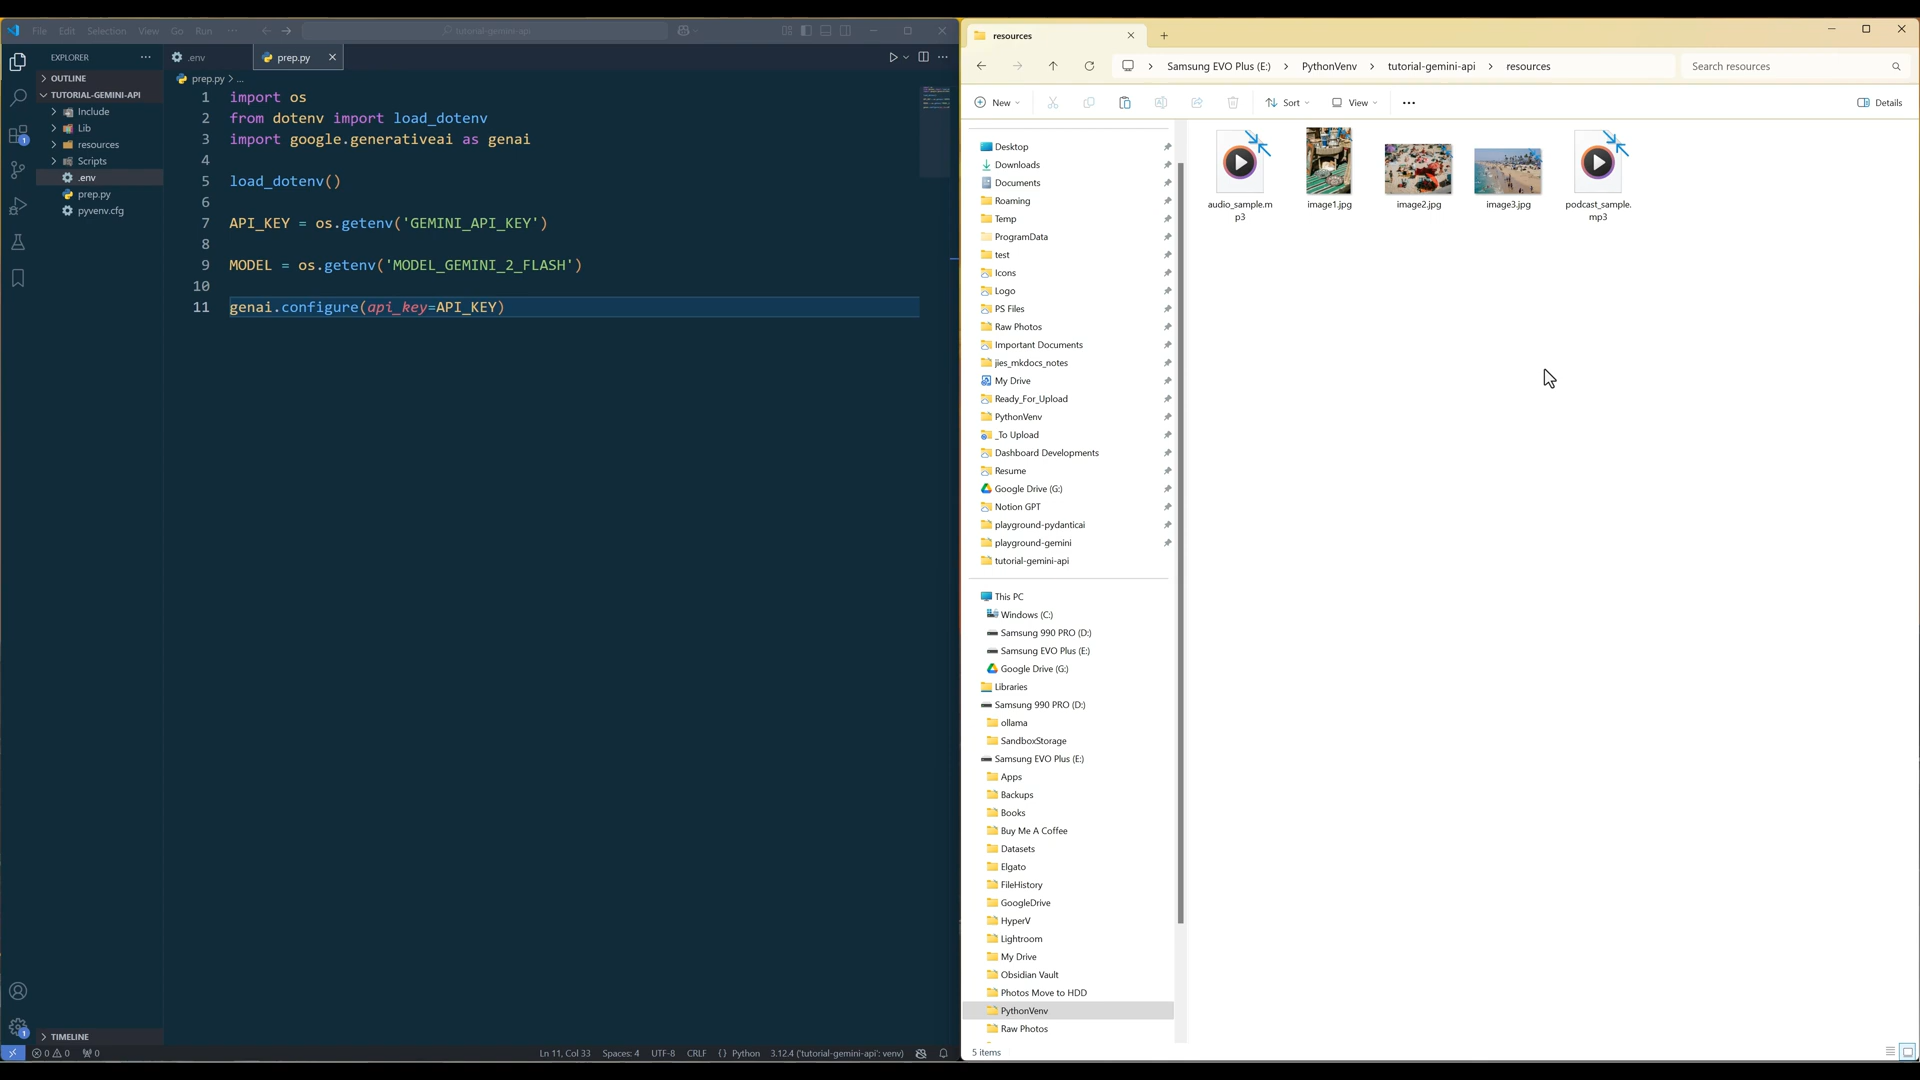 File Edit Selection View Go Run ...
tutorial-gemini-api
EXPLORER
OUTLINE
TUTORIAL-GEMINI-API
Include
Lib
resources
Scripts
.env
prep.py
pyvenv.cfg
TIMELINE
.env
prep.py
prep.py > ...
1 import os
2 from dotenv import load_dotenv
3 import google.generativeai as genai
4
5 load_dotenv()
6
7 API_KEY = os.getenv('GEMINI_API_KEY')
8
9 MODEL = os.getenv('MODEL_GEMINI_2_FLASH')
10
11 genai.configure(api_key=API_KEY)
0 0 0
Ln 11, Col 33 Spaces: 4 UTF-8 CRLF {} Python 3.12.4 ('tutorial-gemini-api': venv)
resources
Samsung EVO Plus (E:) > PythonVenv > tutorial-gemini-api > resources
Search resources
New Sort View ... Details
Desktop
Downloads
Documents
Roaming
Temp
ProgramData
test
Icons
Logo
PS Files
Raw Photos
Important Documents
jies_mkdocs_notes
My Drive
Ready_For_Upload
PythonVenv
_To Upload
Dashboard Developments
Resume
Google Drive (G:)
Notion GPT
playground-pydanticai
playground-gemini
tutorial-gemini-api
This PC
Windows (C:)
Samsung 990 PRO (D:)
Samsung EVO Plus (E:)
Google Drive (G:)
Libraries
Samsung 990 PRO (D:)
ollama
SandboxStorage
Samsung EVO Plus (E:)
Apps
Backups
Books
Buy Me A Coffee
Datasets
Elgato
FileHistory
GoogleDrive
HyperV
Lightroom
My Drive
Obsidian Vault
Photos Move to HDD
PythonVenv
Raw Photos
audio_sample.m
p3
image1.jpg
image2.jpg
image3.jpg
podcast_sample.
mp3
5 items